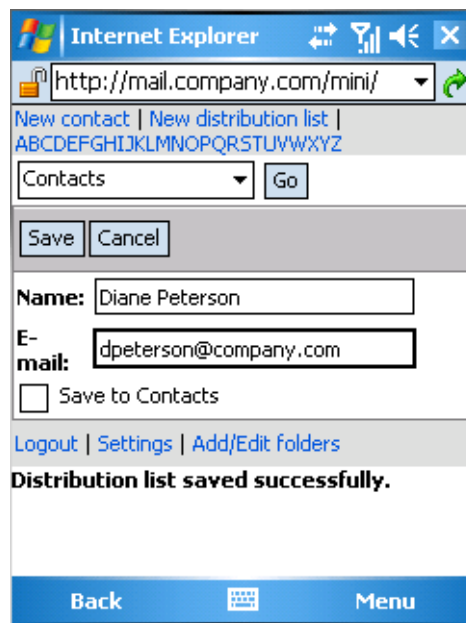 Internet Explorer
http://mail.company.com/mini/
New contact | New distribution list |
ABCDEFGHIJKLMNOPQRSTUVWXYZ
Contacts Go
Save Cancel
Name: Diane Peterson
E-
mail: dpeterson@company.com
Save to Contacts
Logout | Settings | Add/Edit folders
Distribution list saved successfully.
Back Menu